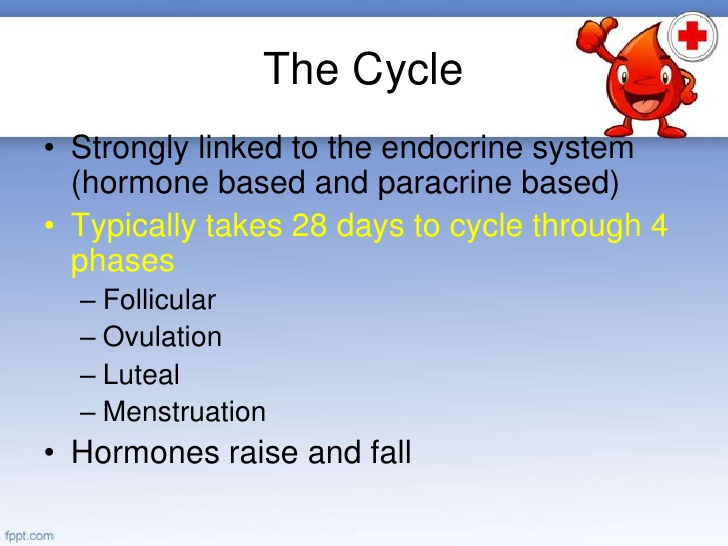 The Cycle
• Strongly linked to the endocrine system
(hormone based and paracrine based)
• Typically takes 28 days to cycle through 4
phases
– Follicular
– Ovulation
– Luteal
– Menstruation
• Hormones raise and fall
fppt.com